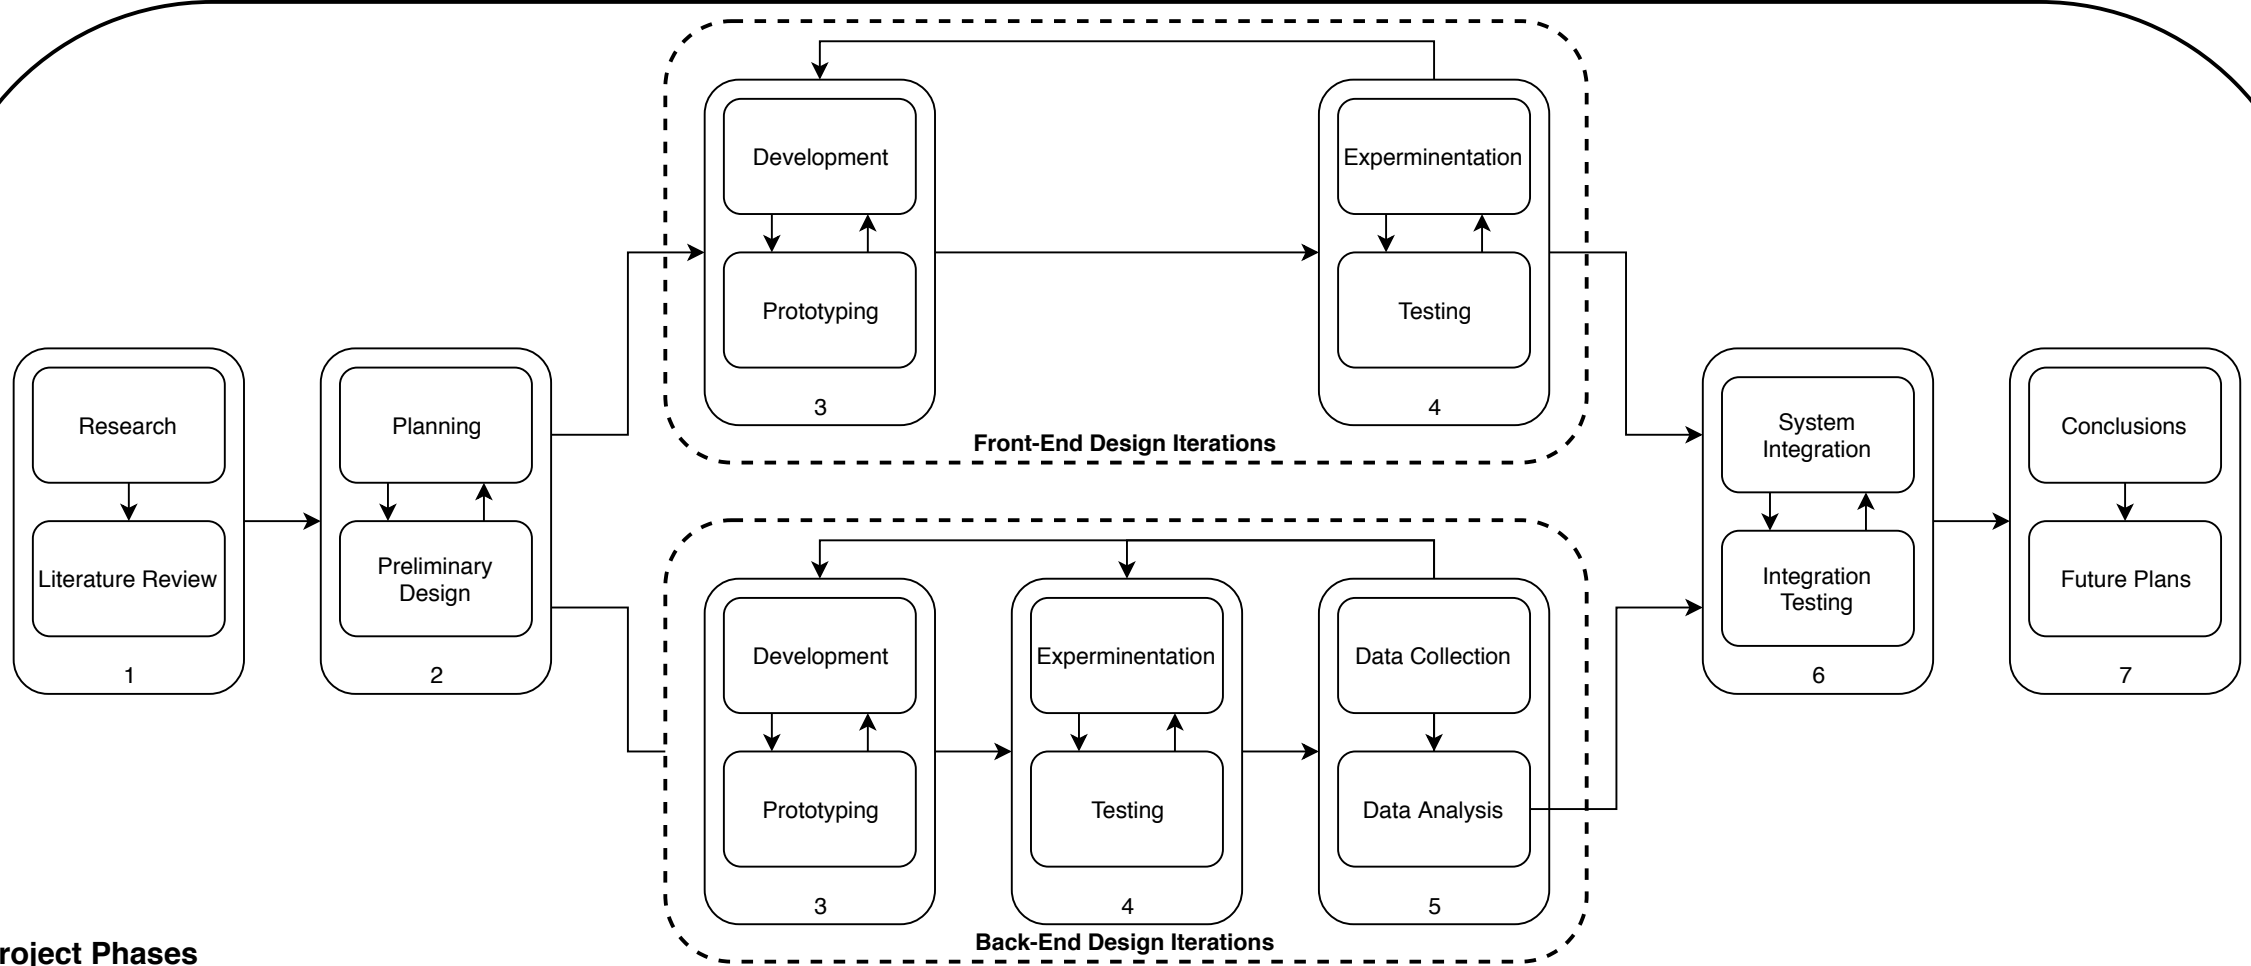 Development
Prototyping
3
Experminentation
Testing
4
Front-End Design Iterations
Research
Literature Review
1
Planning
Preliminary
Design
2
Development
Prototyping
3
Experminentation
Testing
4
Data Collection
Data Analysis
5
Back-End Design Iterations
System
Integration
Integration
Testing
6
Conclusions
Future Plans
7
roject Phases